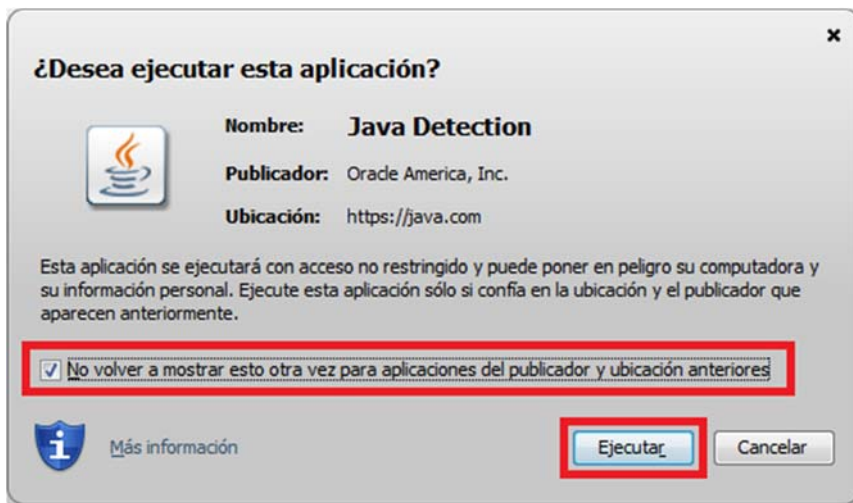 ¿Desea ejecutar esta aplicación?
Nombre: Java Detection
Publicador: Oracle America, Inc.
Ubicación: https://java.com
Esta aplicación se ejecutará con acceso no restringido y puede poner en peligro su computadora y
su información personal. Ejecute esta aplicación sólo si confía en la ubicación y el publicador que
aparecen anteriormente.
No volver a mostrar esto otra vez para aplicaciones del publicador y ubicación anteriores
Más información
Ejecutar
Cancelar